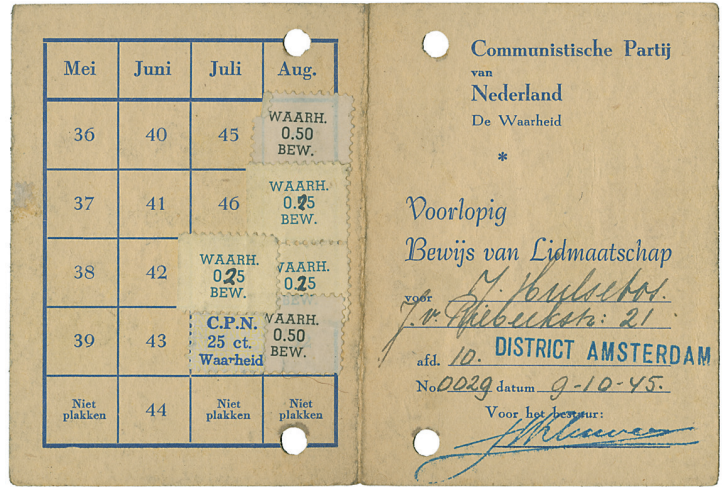 Mei Juni Juli Aug.
36 40 45 WAARH. 0.50 BEW.
37 41 46 WAARH. 0.25 BEW.
38 42 WAARH. 0.25 BEW. WAARH. 0.25
39 43 C.P.N. 25 ct. Waarheid WAARH. 0.50 BEW.
Niet plakken 44 Niet plakken Niet plakken
Communistische Partij
van
Nederland
De Waarheid
*
Voorlopig
Bewijs van Lidmaatschap
voor J. Hulsebos.
J. v. Riebeekstr: 21
afd. 10. DISTRICT AMSTERDAM
No 0029 datum 9-10-45.
Voor het bestuur: